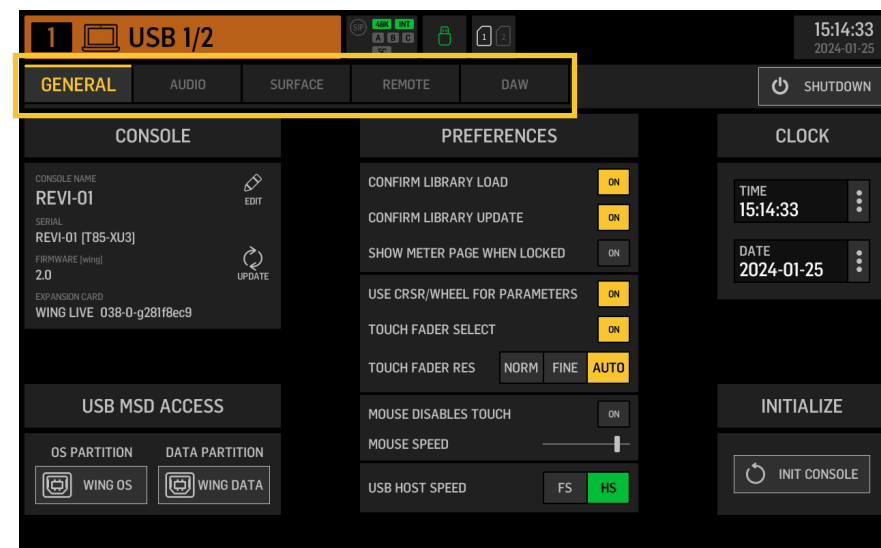 1 USB 1/2
SIP 48K INT
A B C
SC
1 2
15:14:33
2024-01-25
GENERAL AUDIO SURFACE REMOTE DAW
SHUTDOWN
CONSOLE
CONSOLE NAME
REVI-01
EDIT
SERIAL
REVI-01 [T85-XU3]
FIRMWARE [wing]
2.0
UPDATE
EXPANSION CARD
WING LIVE 038-0-g281f8ec9
USB MSD ACCESS
OS PARTITION DATA PARTITION
WING OS WING DATA
PREFERENCES
CONFIRM LIBRARY LOAD ON
CONFIRM LIBRARY UPDATE ON
SHOW METER PAGE WHEN LOCKED ON
USE CRSR/WHEEL FOR PARAMETERS ON
TOUCH FADER SELECT ON
TOUCH FADER RES NORM FINE AUTO
MOUSE DISABLES TOUCH ON
MOUSE SPEED
USB HOST SPEED FS HS
CLOCK
TIME
15:14:33
DATE
2024-01-25
INITIALIZE
INIT CONSOLE